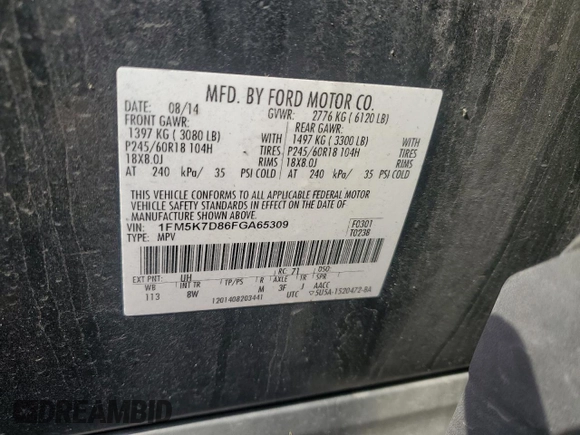 MFD. BY FORD MOTOR CO.
DATE: 08/14 GVWR: 2776 KG ( 6120 LB)
FRONT GAWR: REAR GAWR:
1397 KG ( 3080 LB) WITH 1497 KG ( 3300 LB) WITH
P245/60R18 104H TIRES P245/60R18 104H TIRES
18X8.0J RIMS 18X8.0J RIMS
AT 240 kPa/ 35 PSI COLD AT 240 kPa/ 35 PSI COLD
THIS VEHICLE CONFORMS TO ALL APPLICABLE FEDERAL MOTOR
VEHICLE SAFETY STANDARDS IN EFFECT ON THE DATE OF
MANUFACTURE SHOWN ABOVE.
VIN: 1FM5K7D86FGA65309 F0301
TYPE: MPV T0238
EXT PNT: UH RC: 71 DSO:
WB INT TR TP/PS R AXLE TR SPR
113 8W M 3F J AACC
1201408203441 UTC 5U5A-1520472-BA
DREAMBID